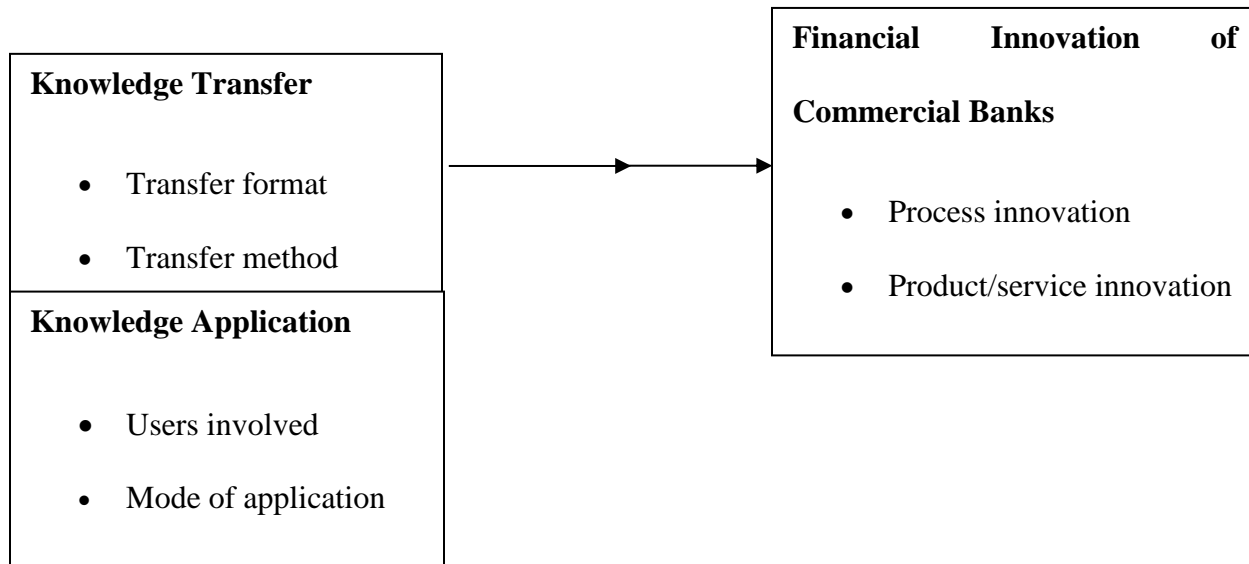 Knowledge Transfer
• Transfer format
• Transfer method
Knowledge Application
• Users involved
• Mode of application
Financial Innovation of
Commercial Banks
• Process innovation
• Product/service innovation